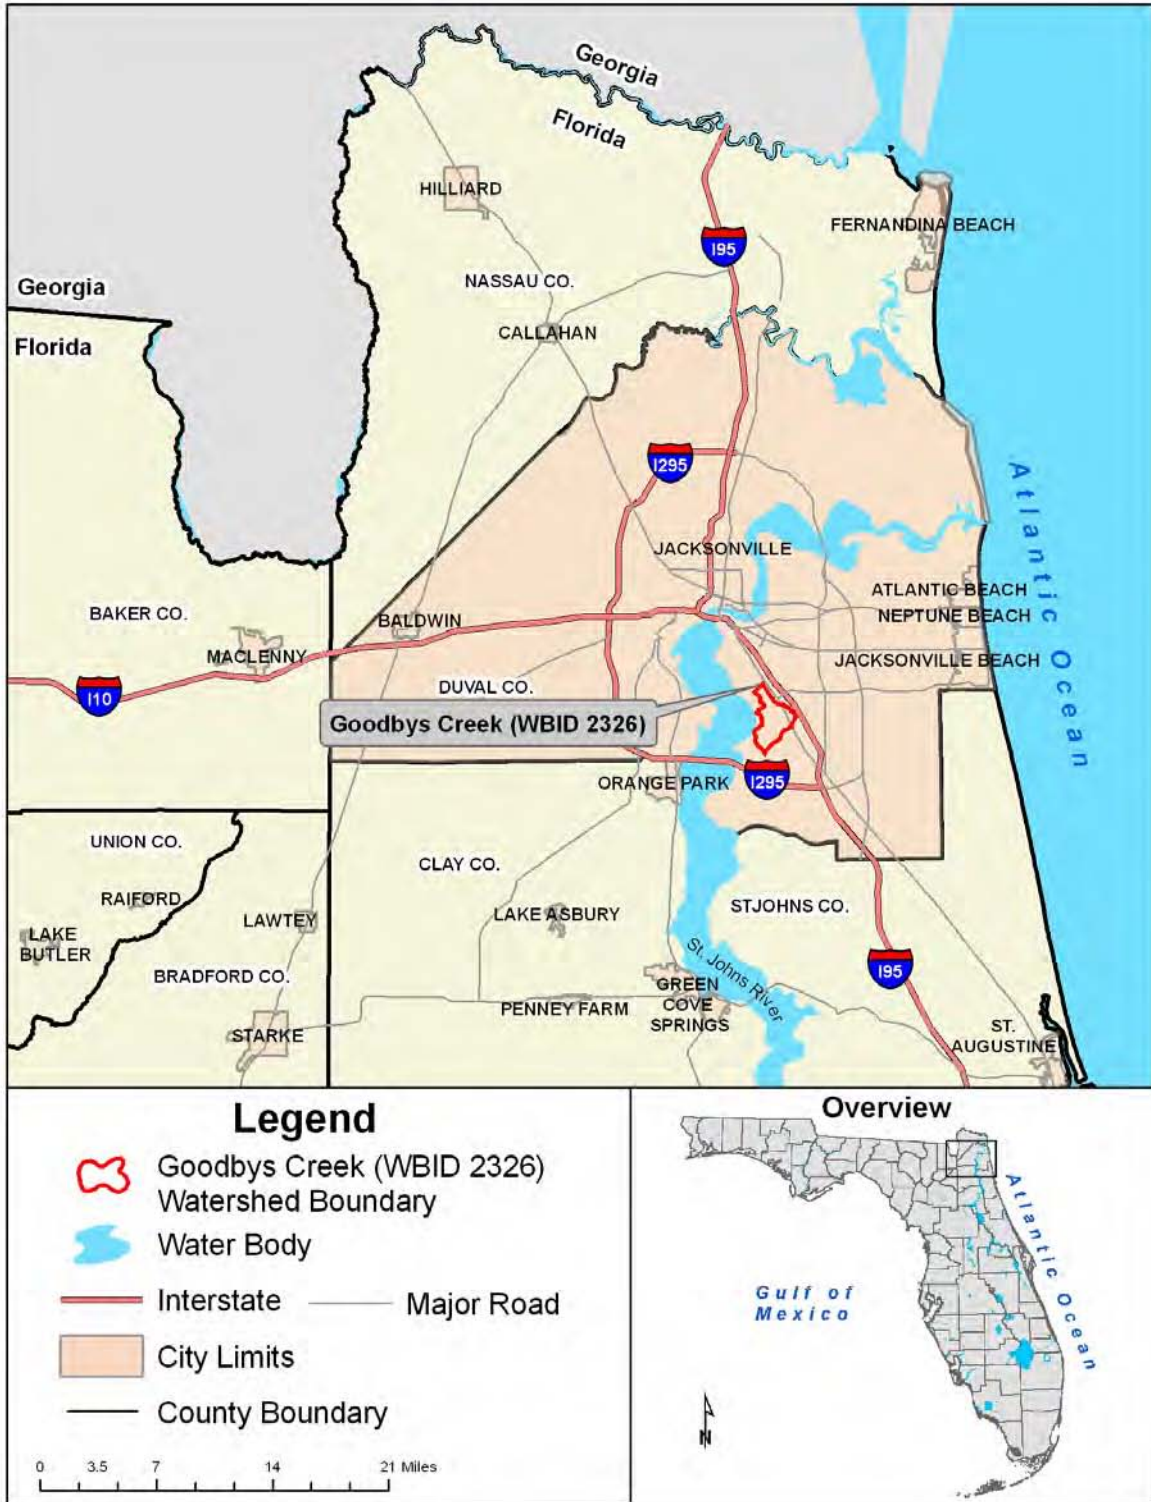 Georgia
Florida
HILLIARD
FERNANDINA BEACH
I95
NASSAU CO.
Georgia
CALLAHAN
Florida
I295
Atlantic Ocean
JACKSONVILLE
ATLANTIC BEACH
BAKER CO.
BALDWIN
NEPTUNE BEACH
MACLENNY
JACKSONVILLE BEACH
I10
DUVAL CO.
Goodbys Creek (WBID 2326)
ORANGE PARK
I295
UNION CO.
CLAY CO.
RAIFORD
LAWTEY
LAKE ASBURY
STJOHNS CO.
LAKE
BUTLER
BRADFORD CO.
St. Johns River
I95
PENNEY FARM
GREEN
COVE
SPRINGS
STARKE
ST.
AUGUSTINE
Legend
Goodbys Creek (WBID 2326)
Watershed Boundary
Water Body
Interstate
Major Road
City Limits
County Boundary
0 3.5 7 14 21 Miles
Overview
Atlantic Ocean
Gulf of
Mexico
N